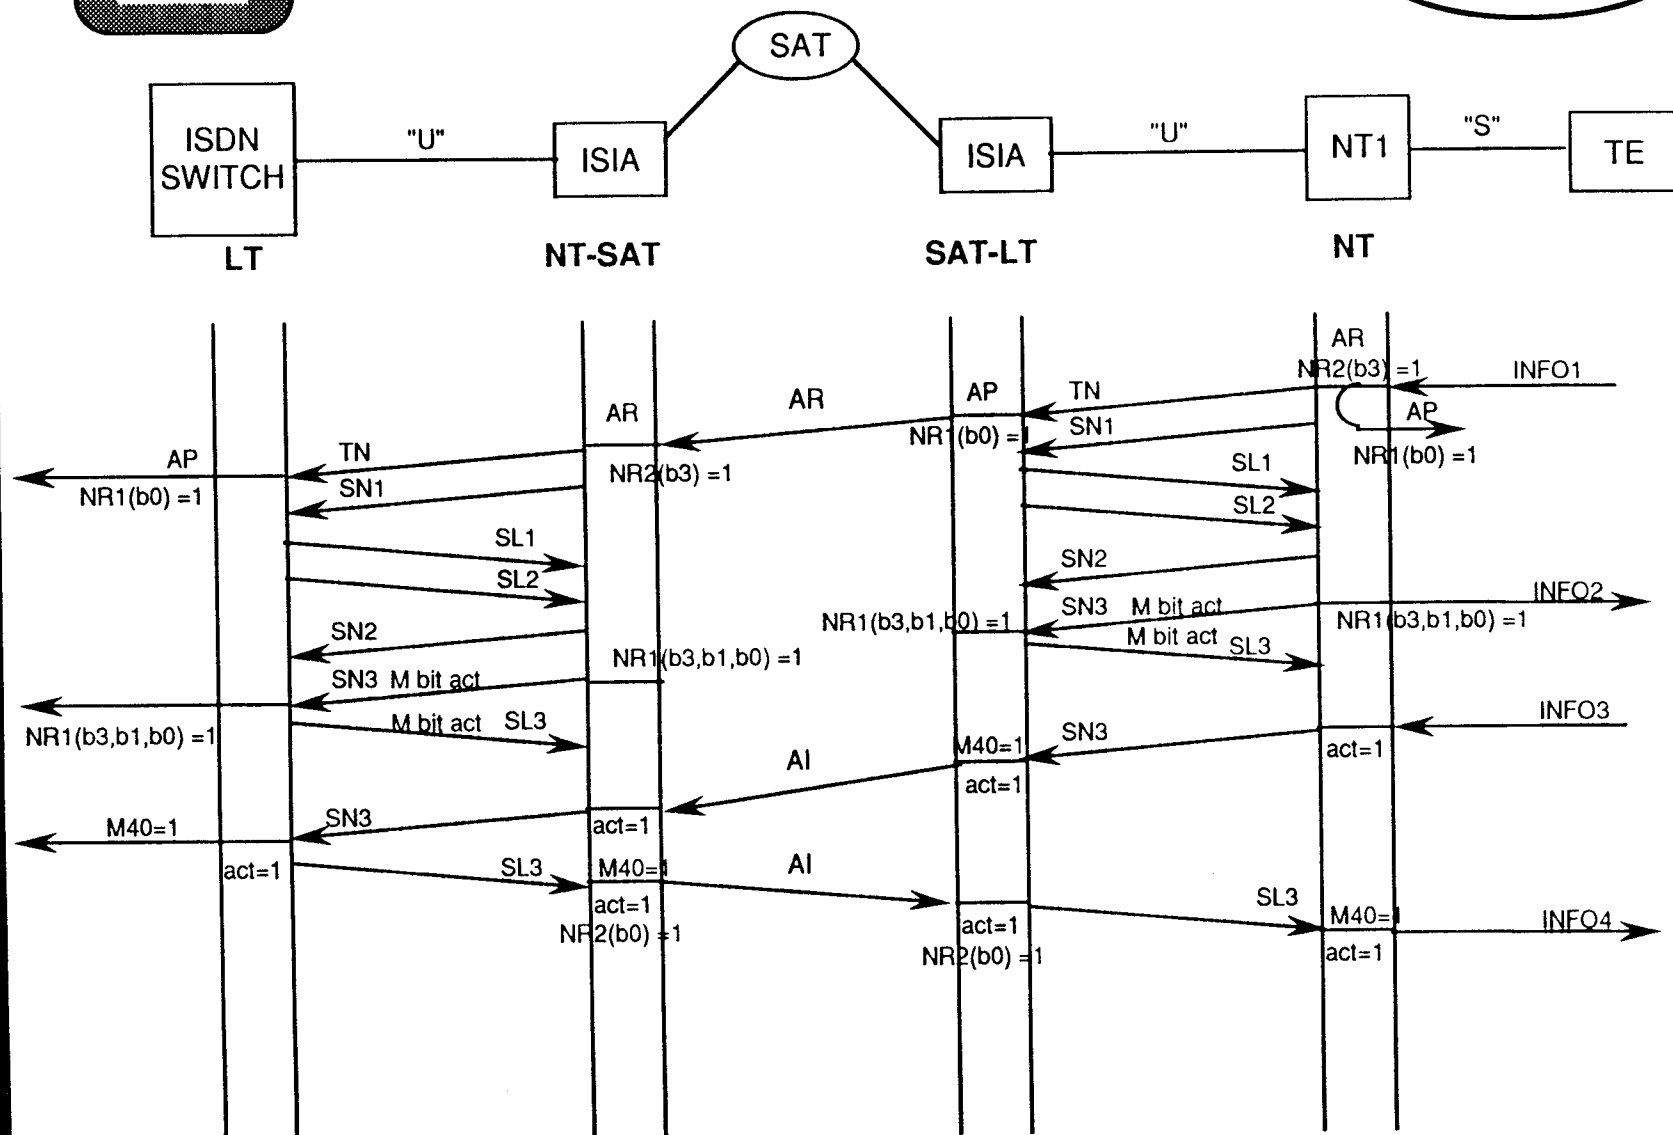 SAT
ISDN
SWITCH
"U"
ISIA
ISIA
"U"
NT1
"S"
TE
LT
NT-SAT
SAT-LT
NT
AR
NR2(b3) =1
INFO1
AP
NR1(b0) =1
TN
AP
NR1(b0) =1
SN1
AR
AR
NR2(b3) =1
TN
AP
NR1(b0) =1
SN1
SL1
SL2
SL1
SL2
SN2
INFO2
SN3 M bit act
NR1(b3,b1,b0) =1
NR1(b3,b1,b0) =1
M bit act SL3
SN2
NR1(b3,b1,b0) =1
SN3 M bit act
NR1(b3,b1,b0) =1
M bit act SL3
INFO3
act=1
SN3
M40=1
act=1
AI
act=1
SN3
M40=1
act=1
SL3
M40=1
act=1
NR2(b0) =1
AI
act=1
NR2(b0) =1
SL3
M40=1
act=1
INFO4